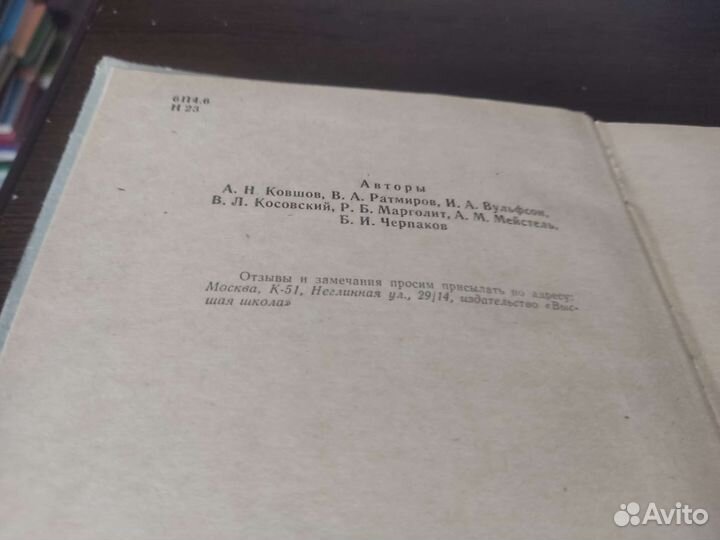 6П4.6
Н 23
Авторы
А. Н. Ковшов, В. А. Ратмиров, И. А. Вульфсон,
В. Л. Косовский, Р. Б. Марголит, А. М. Мейстель,
Б. И. Черпаков
Отзывы и замечания просим присылать по адресу:
Москва, К-51, Неглинная ул., 29/14, издательство «Выс-
шая школа»
Avito